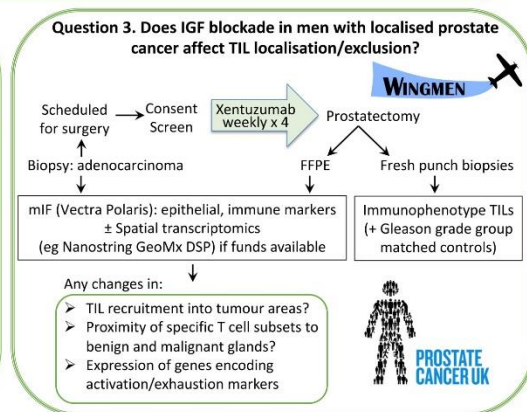 Question 3. Does IGF blockade in men with localised prostate
cancer affect TIL localisation/exclusion?
WINGMEN
Scheduled
for surgery
Consent
Screen
Xentuzumab
weekly x 4
Prostatectomy
Biopsy: adenocarcinoma
FFPE
Fresh punch biopsies
mIF (Vectra Polaris): epithelial, immune markers
± Spatial transcriptomics
(eg Nanostring GeoMx DSP) if funds available
Immunophenotype TILs
(+ Gleason grade group
matched controls)
Any changes in:
➢ TIL recruitment into tumour areas?
➢ Proximity of specific T cell subsets to
benign and malignant glands?
➢ Expression of genes encoding
activation/exhaustion markers
PROSTATE
CANCER UK